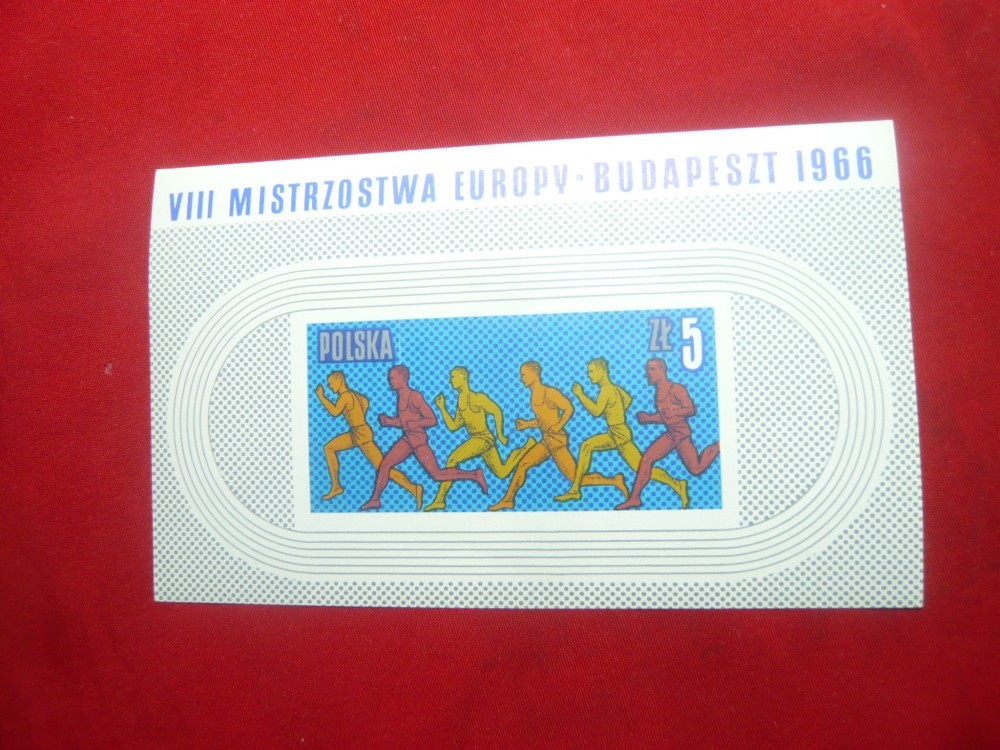 VIII MISTRZOSTWA EUROPY • BUDAPESZT 1966
POLSKA
ZŁ 5